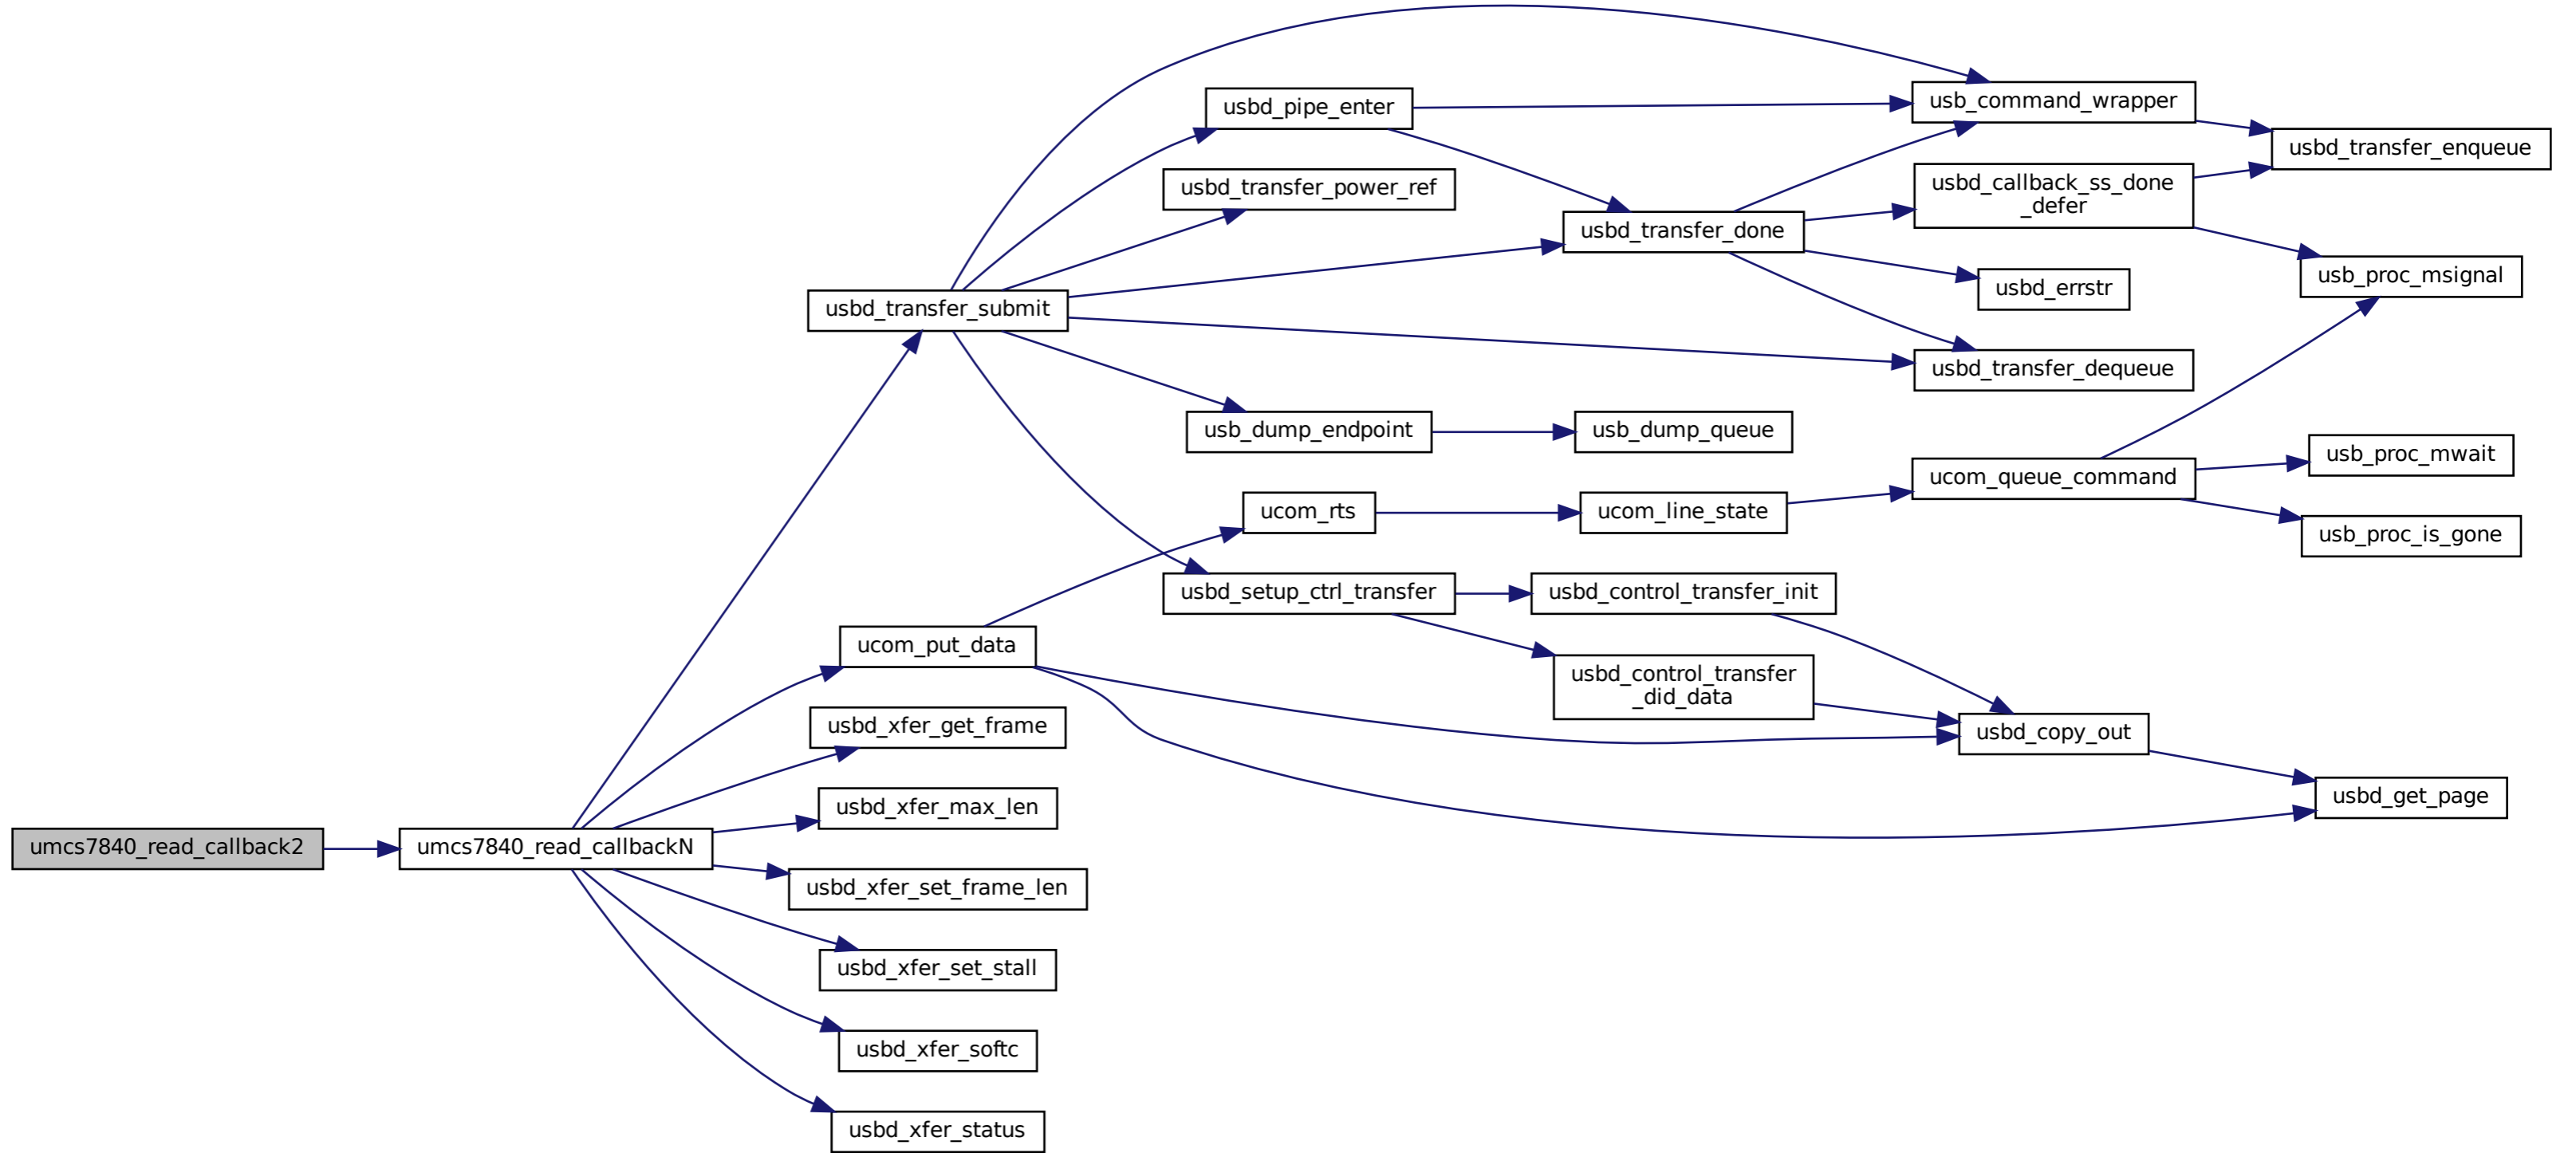 usb_command_wrapper
usbd_pipe_enter
usbd_transfer_enqueue
usbd_transfer_power_ref
usbd_callback_ss_done
_defer
usbd_transfer_done
usb_proc_msignal
usbd_errstr
usbd_transfer_submit
usbd_transfer_dequeue
usb_dump_endpoint
usb_dump_queue
usb_proc_mwait
ucom_queue_command
ucom_rts
ucom_line_state
usb_proc_is_gone
usbd_setup_ctrl_transfer
usbd_control_transfer_init
ucom_put_data
usbd_control_transfer
_did_data
usbd_xfer_get_frame
usbd_copy_out
usbd_get_page
usbd_xfer_max_len
umcs7840_read_callback2
umcs7840_read_callbackN
usbd_xfer_set_frame_len
usbd_xfer_set_stall
usbd_xfer_softc
usbd_xfer_status